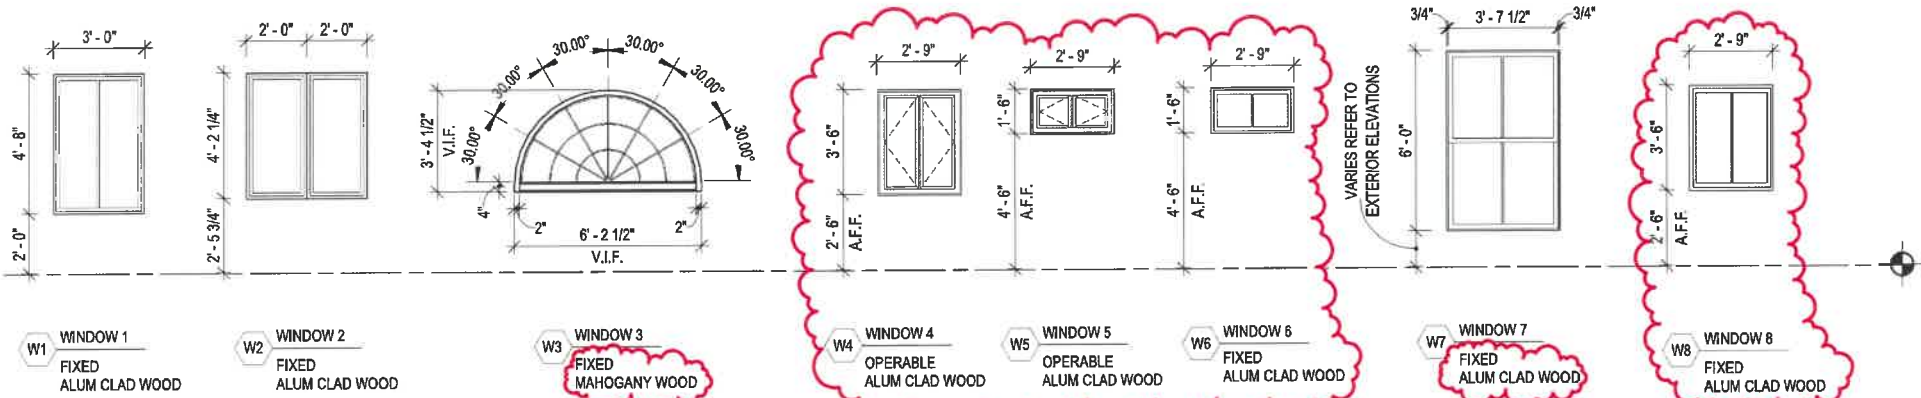 3' - 0"
4' - 8"
2' - 0"
W1
WINDOW 1
FIXED
ALUM CLAD WOOD
2' - 0"
2' - 0"
4' - 2 1/4"
2' - 5 3/4"
W2
WINDOW 2
FIXED
ALUM CLAD WOOD
30.00°
30.00°
30.00°
30.00°
30.00°
30.00°
3' - 4 1/2"
V.I.F.
4"
2"
2"
6' - 2 1/2"
V.I.F.
W3
WINDOW 3
FIXED
MAHOGANY WOOD
2' - 9"
3' - 6"
2' - 6"
A.F.F.
W4
WINDOW 4
OPERABLE
ALUM CLAD WOOD
2' - 9"
1' - 6"
4' - 6"
A.F.F.
W5
WINDOW 5
OPERABLE
ALUM CLAD WOOD
2' - 9"
1' - 6"
4' - 6"
A.F.F.
W6
WINDOW 6
FIXED
ALUM CLAD WOOD
3/4"
3' - 7 1/2"
3/4"
6' - 0"
VARIES REFER TO
EXTERIOR ELEVATIONS
W7
WINDOW 7
FIXED
ALUM CLAD WOOD
2' - 9"
3' - 6"
2' - 6"
A.F.F.
W8
WINDOW 8
FIXED
ALUM CLAD WOOD